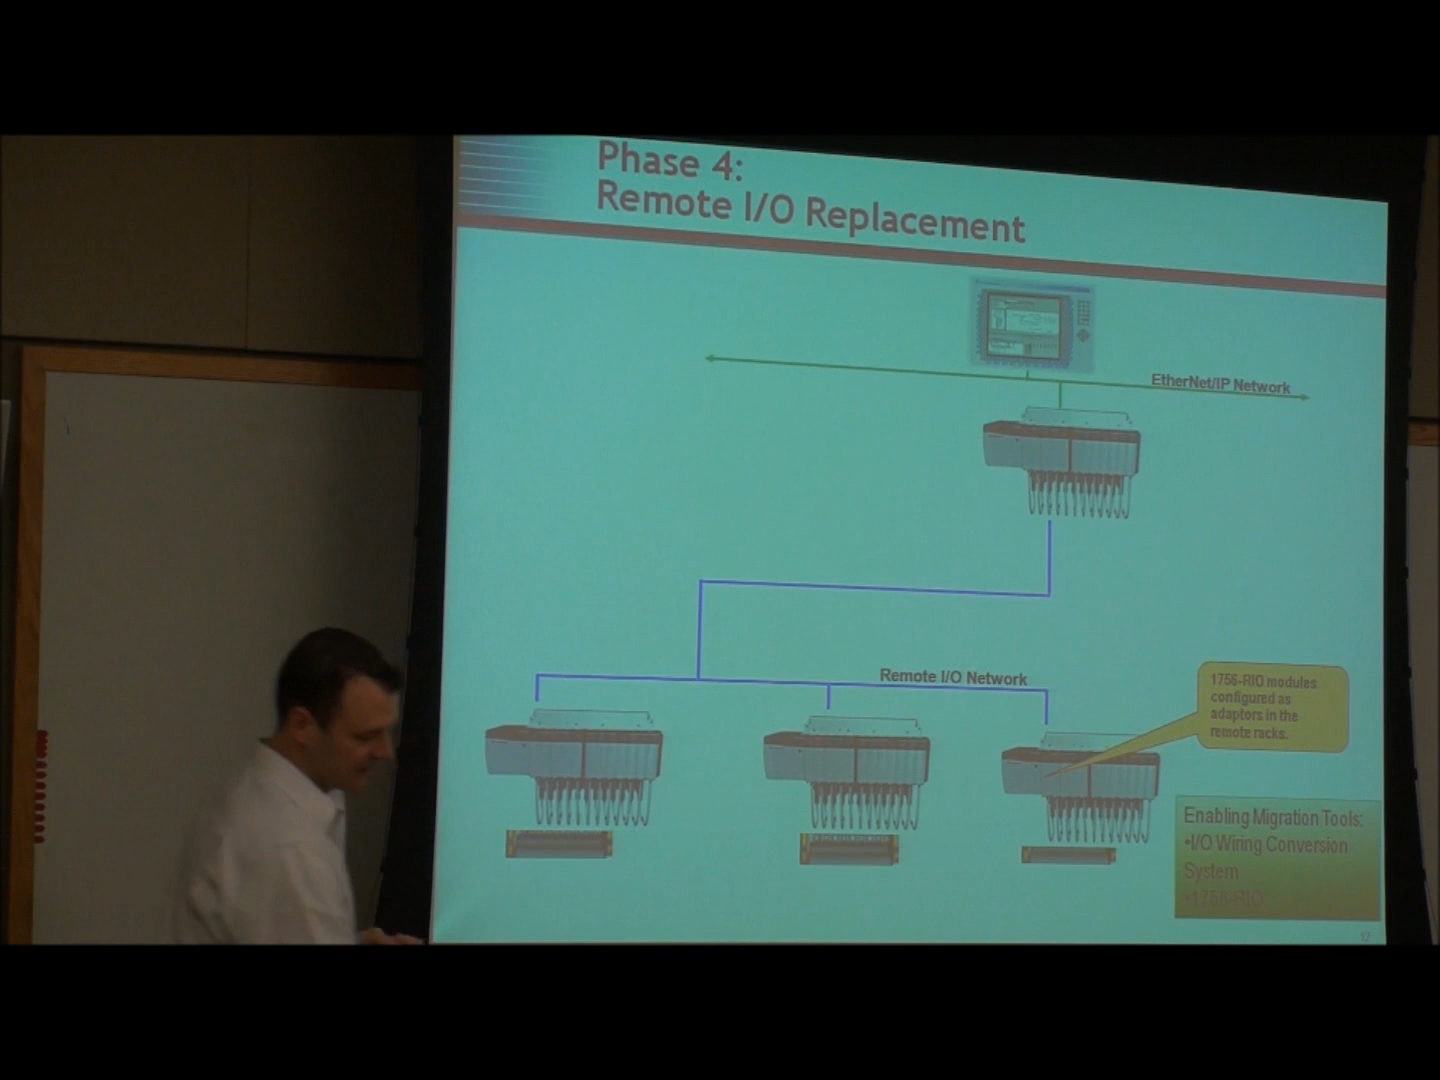 Phase 4:
Remote I/O Replacement
EtherNet/IP Network
Remote I/O Network
1756-RIO modules
configured as
adaptors in the
remote racks.
Enabling Migration Tools:
•I/O Wiring Conversion
System
•1756-RIO
12